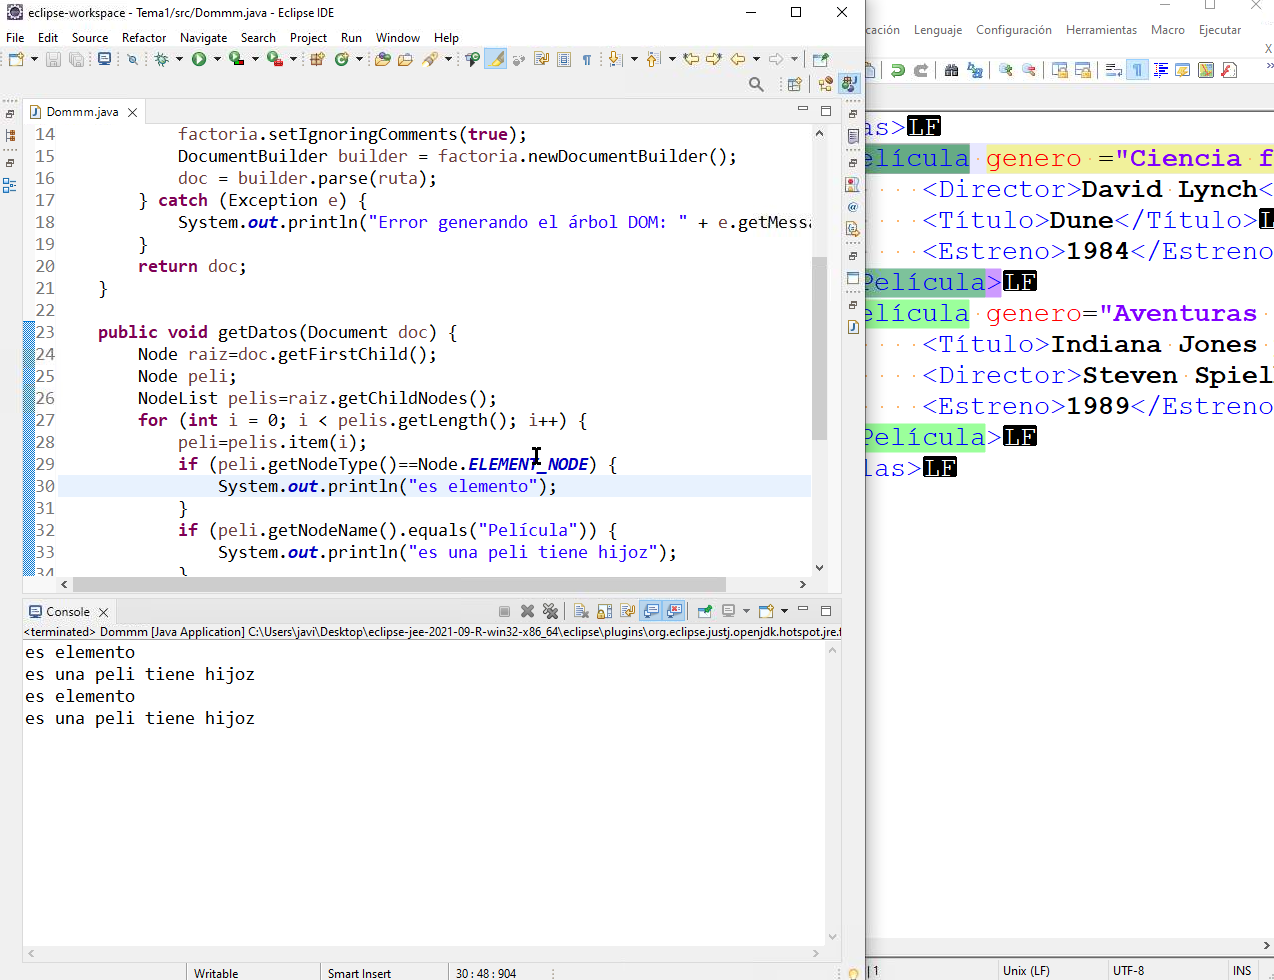 eclipse-workspace - Tema1/src/Dommm.java - Eclipse IDE
File Edit Source Refactor Navigate Search Project Run Window Help
Dommm.java
14 factoria.setIgnoringComments(true);
15 DocumentBuilder builder = factoria.newDocumentBuilder();
16 doc = builder.parse(ruta);
17 } catch (Exception e) {
18 System.out.println("Error generando el árbol DOM: " + e.getMessa
19 }
20 return doc;
21 }
22
23 public void getDatos(Document doc) {
24 Node raiz=doc.getFirstChild();
25 Node peli;
26 NodeList pelis=raiz.getChildNodes();
27 for (int i = 0; i < pelis.getLength(); i++) {
28 peli=pelis.item(i);
29 if (peli.getNodeType()==Node.ELEMENT_NODE) {
30 System.out.println("es elemento");
31 }
32 if (peli.getNodeName().equals("Película")) {
33 System.out.println("es una peli tiene hijoz");
34 }
Console
<terminated> Dommm [Java Application] C:\Users\javi\Desktop\eclipse-jee-2021-09-R-win32-x86_64\eclipse\plugins\org.eclipse.justj.openjdk.hotspot.jre.f
es elemento
es una peli tiene hijoz
es elemento
es una peli tiene hijoz
Writable Smart Insert 30 : 48 : 904
cación Lenguaje Configuración Herramientas Macro Ejecutar
X
as>LF
elícula genero ="Ciencia f
<Director>David Lynch<
<Título>Dune</Título>L
<Estreno>1984</Estreno
Película>LF
elícula genero="Aventuras
<Título>Indiana Jones
<Director>Steven Spiel
<Estreno>1989</Estreno
Película>LF
las>LF
1 Unix (LF) UTF-8 INS